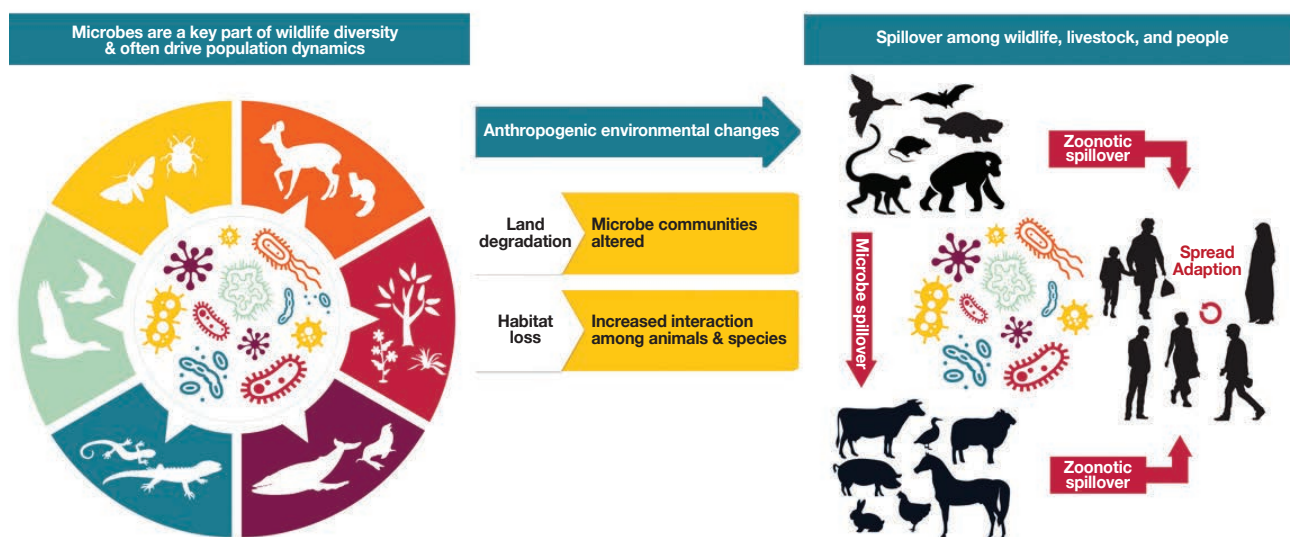 Microbes are a key part of wildlife diversity
& often drive population dynamics
Anthropogenic environmental changes
Land
degradation
Microbe communities
altered
Habitat
loss
Increased interaction
among animals & species
Spillover among wildlife, livestock, and people
Zoonotic
spillover
Microbe spillover
Spread
Adaption
Zoonotic
spillover